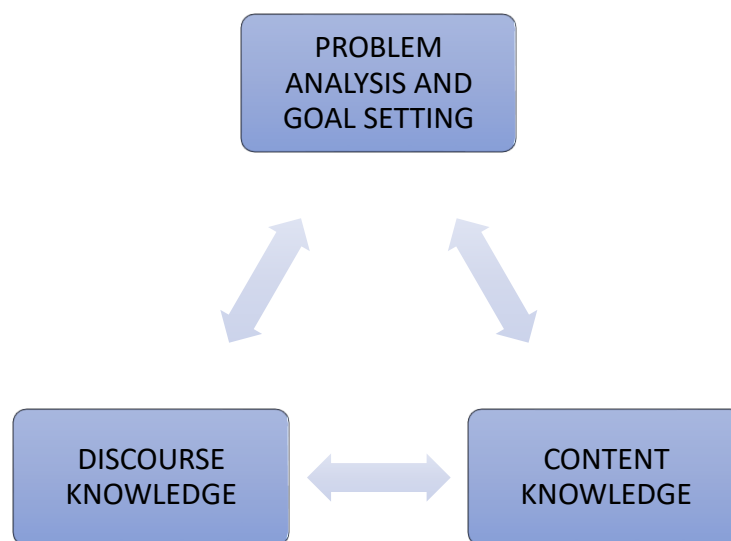 PROBLEM
ANALYSIS AND
GOAL SETTING
DISCOURSE
KNOWLEDGE
CONTENT
KNOWLEDGE